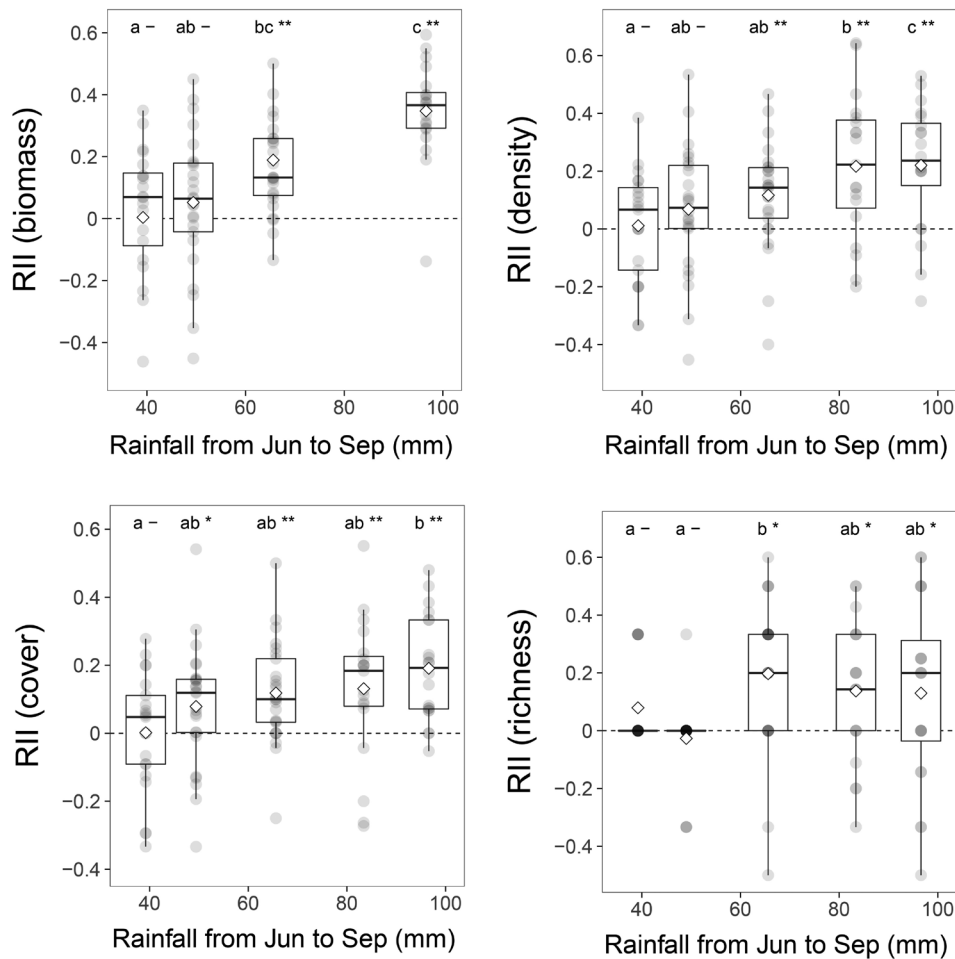 a – ab – bc ** c **
0.6
0.4
0.2
0
−0.2
−0.4
RII (biomass)
40 60 80 100
Rainfall from Jun to Sep (mm)
a – ab – ab ** b ** c **
0.6
0.4
0.2
0
−0.2
−0.4
RII (density)
40 60 80 100
Rainfall from Jun to Sep (mm)
a – ab * ab ** ab ** b **
0.6
0.4
0.2
0
−0.2
−0.4
RII (cover)
40 60 80 100
Rainfall from Jun to Sep (mm)
a – a – b * ab * ab *
0.6
0.4
0.2
0
−0.2
−0.4
RII (richness)
40 60 80 100
Rainfall from Jun to Sep (mm)